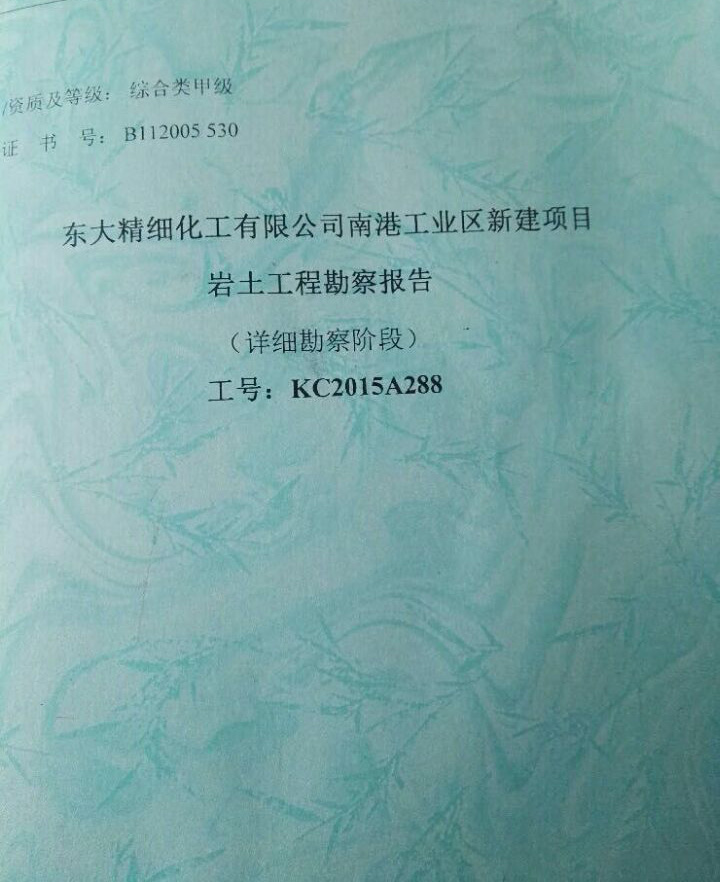 资质及等级: 综合类甲级
证 书 号: B112005 530
东大精细化工有限公司南港工业区新建项目
岩土工程勘察报告
（详细勘察阶段）
工号: KC2015A288